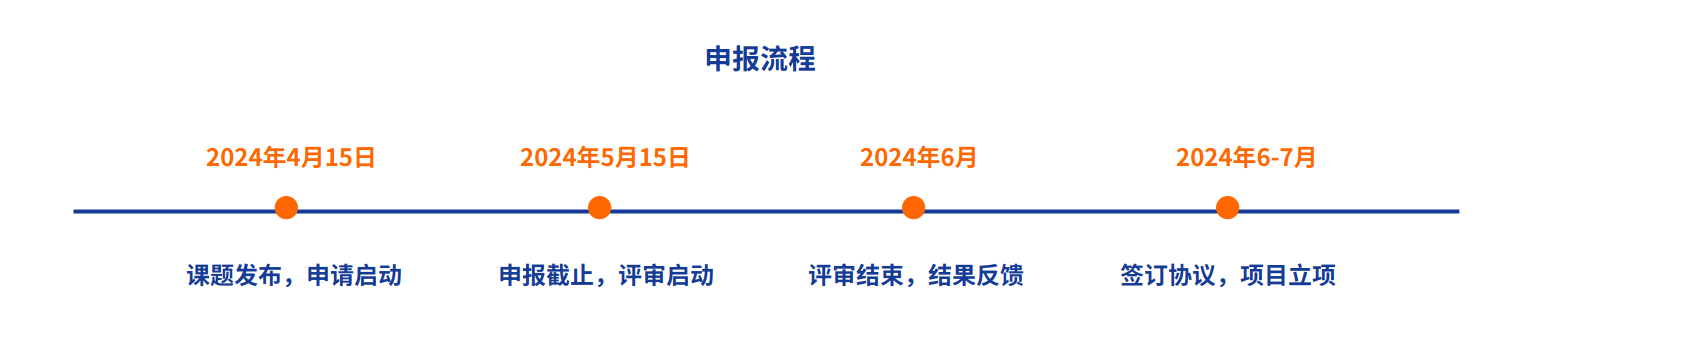 申报流程
2024年4月15日
2024年5月15日
2024年6月
2024年6-7月
课题发布，申请启动
申报截止，评审启动
评审结束，结果反馈
签订协议，项目立项